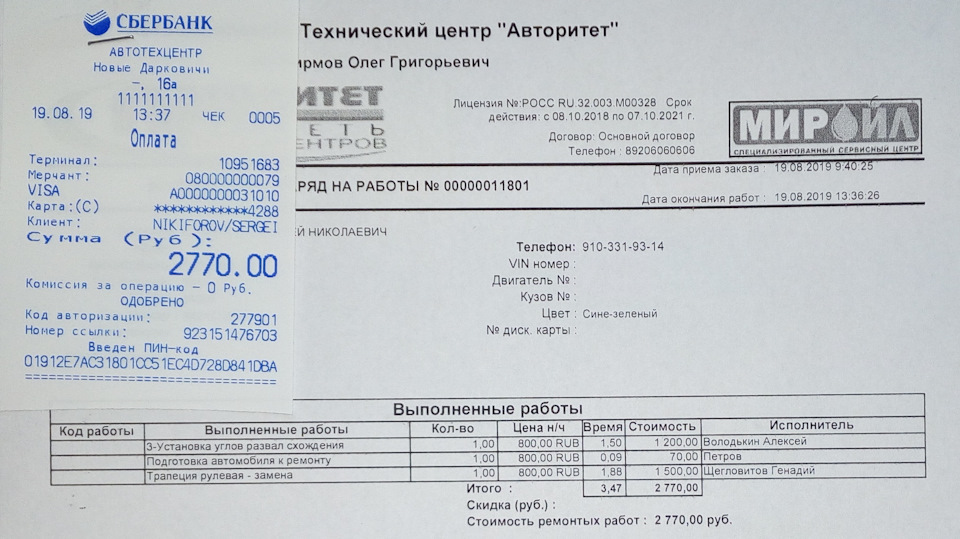 СБЕРБАНК
АВТОТЕХЦЕНТР
Новые Дарковичи
–, 16а
1111111111
19.08.19 13:37 ЧЕК 0005
Оплата
Терминал: 10951683
Мерчант: 080000000079
VISA A0000000031010
Карта:(C) ************4288
Клиент: NIKIFOROV/SERGEI
Сумма (Руб):
2770.00
Комиссия за операцию – 0 Руб.
ОДОБРЕНО
Код авторизации: 277901
Номер ссылки: 923151476703
Введен ПИН-код
01912E7AC31801CC51EC4D728D841DBA
================================
Технический центр "Авторитет"
ирмов Олег Григорьевич
ИТЕТ
ЕТЬ
ЕНТРОВ
Лицензия №:РОСС RU.32.003.М00328 Срок
действия: с 08.10.2018 по 07.10.2021 г.
Договор: Основной договор
Телефон : 89206060606
МИРОЙЛ
СПЕЦИАЛИЗИРОВАННЫЙ СЕРВИСНЫЙ ЦЕНТР
Дата приема заказа : 19.08.2019 9:40:25
РЯД НА РАБОТЫ № 00000011801
Дата окончания работ : 19.08.2019 13:36:26
ЕЙ НИКОЛАЕВИЧ
Телефон: 910-331-93-14
VIN номер :
Двигатель № :
Кузов № :
Цвет : Сине-зеленый
№ диск. карты :
Выполненные работы
Код работы Выполненные работы Кол-во Цена н/ч Время Стоимость Исполнитель
3-Установка углов развал схождения 1,00 800,00 RUB 1,50 1 200,00 Володькин Алексей
Подготовка автомобиля к ремонту 1,00 800,00 RUB 0,09 70,00 Петров
Трапеция рулевая - замена 1,00 800,00 RUB 1,88 1 500,00 Щегловитов Генадий
Итого : 3,47 2 770,00
Скидка (руб.) :
Стоимость ремонтых работ : 2 770,00 руб.